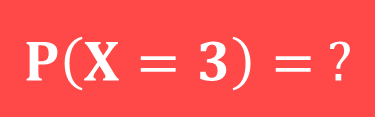 P(X = 3) = ?